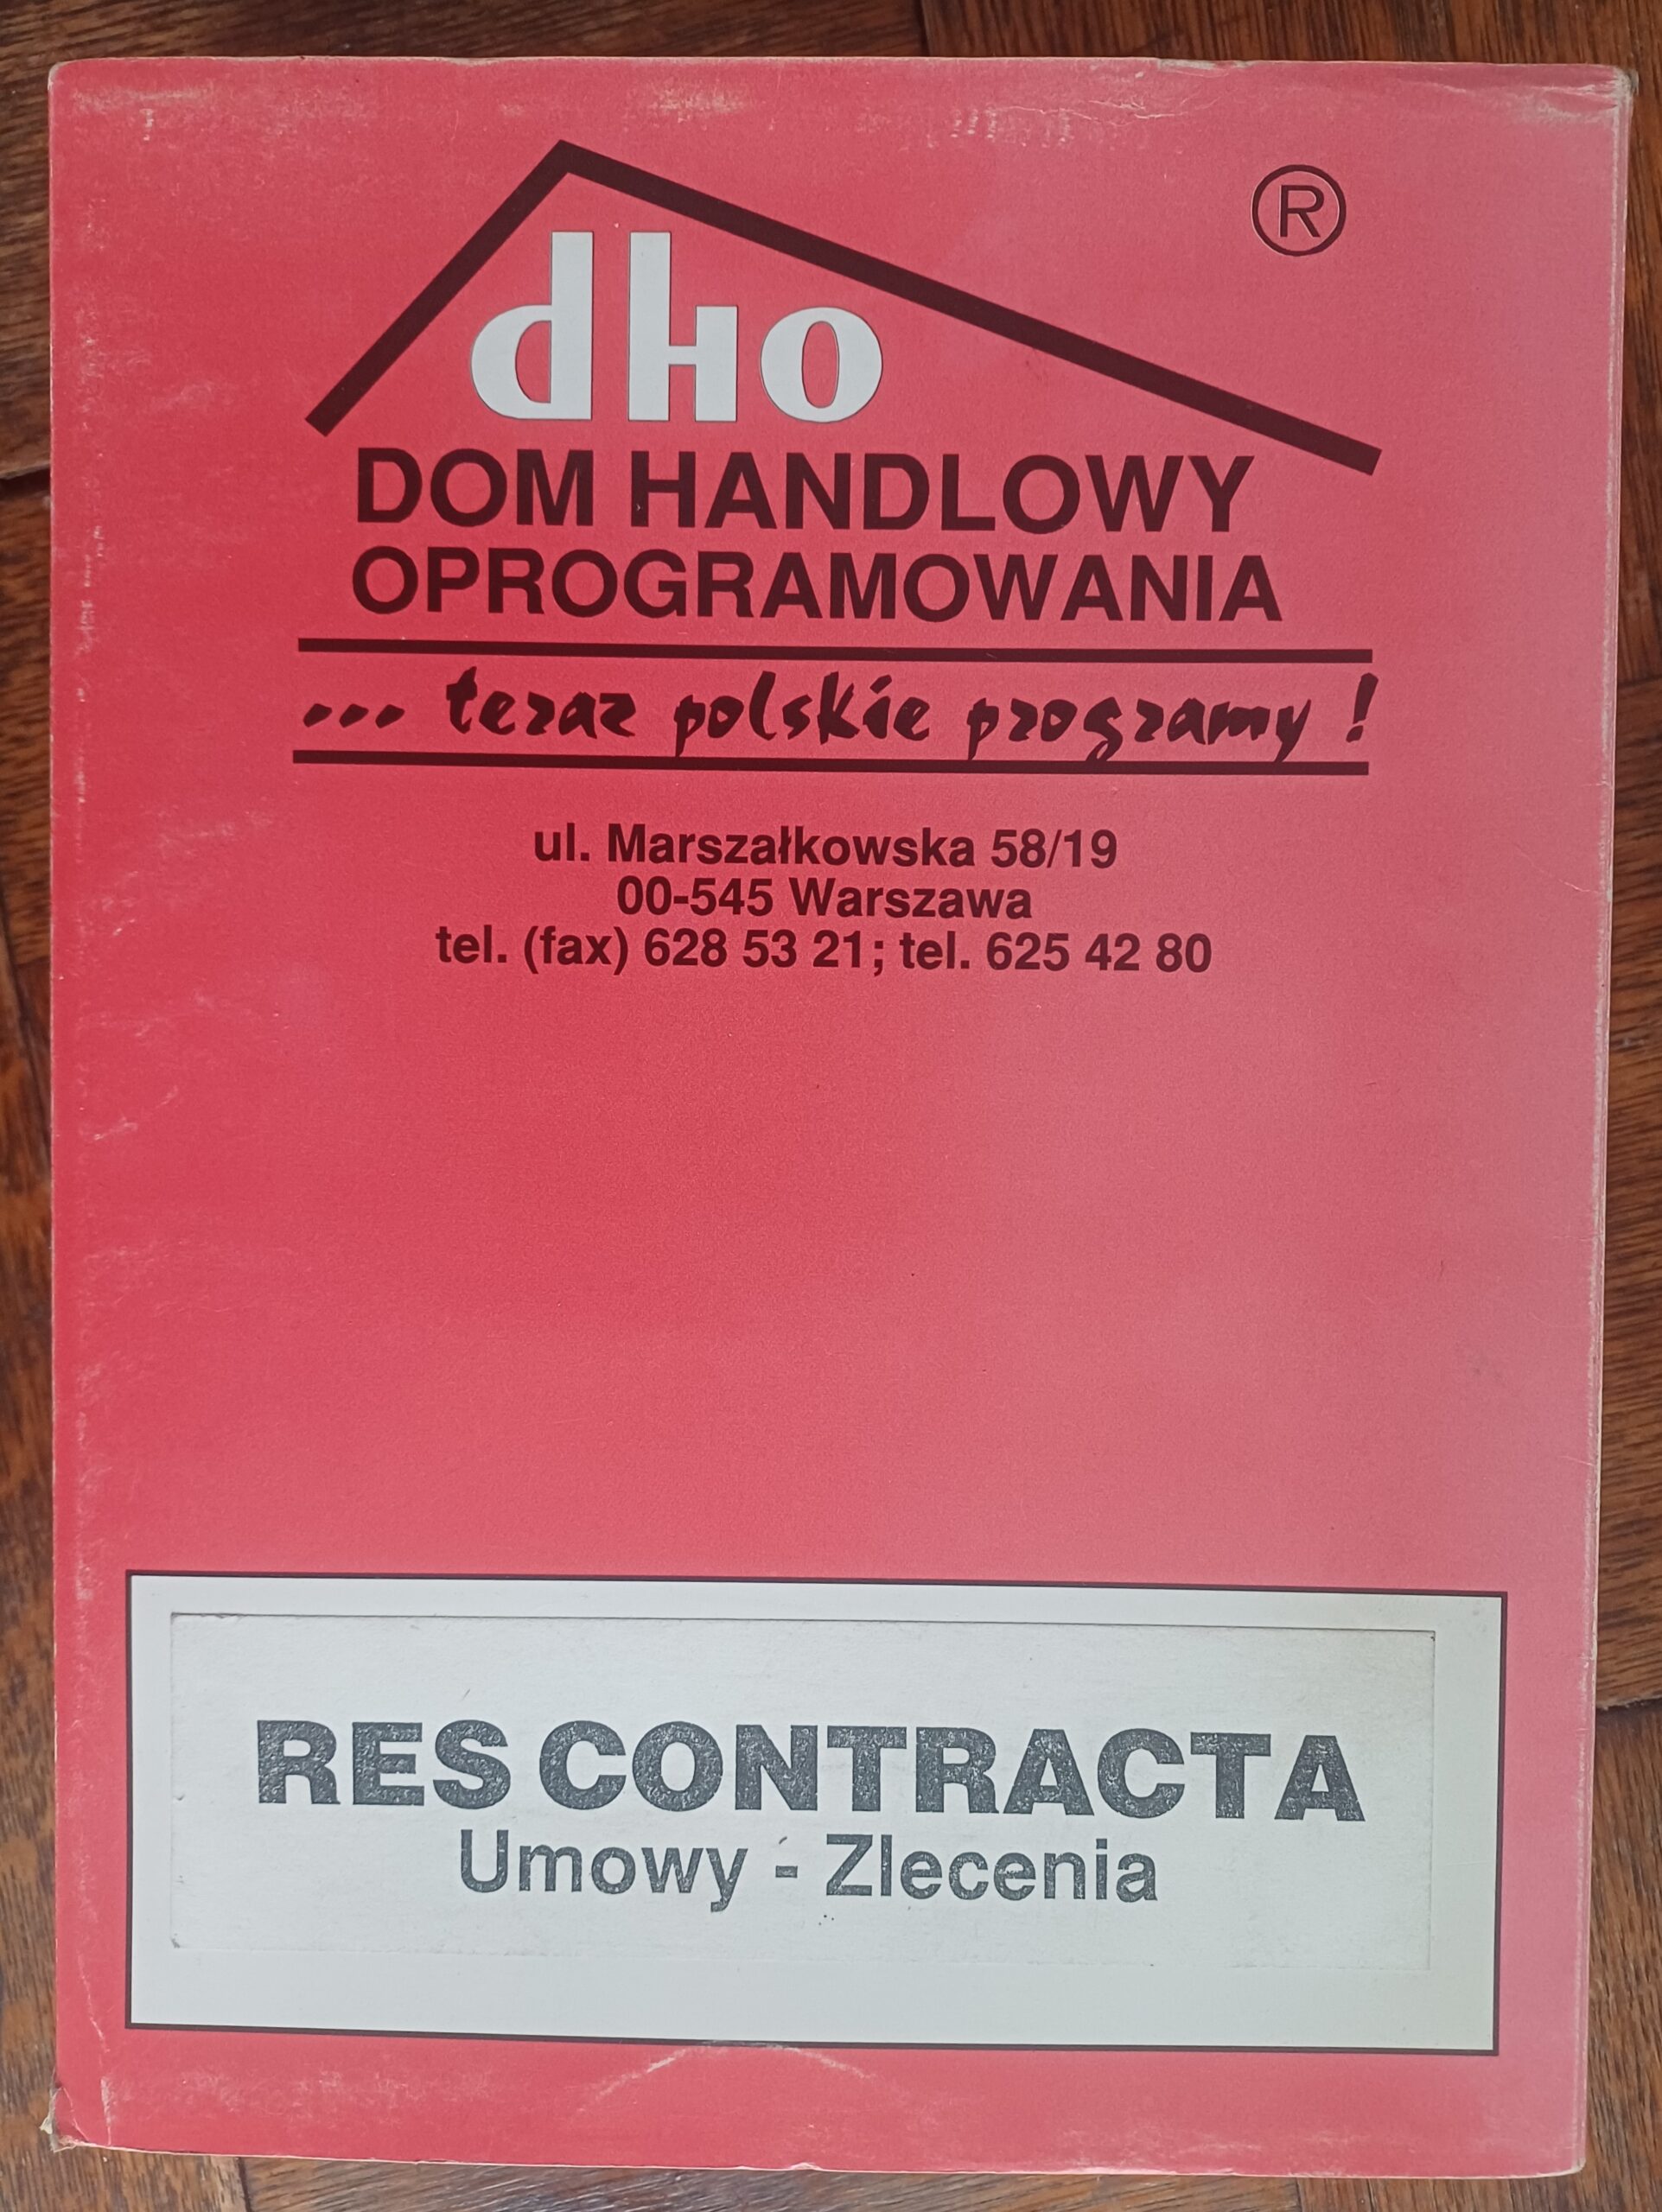 ®
dho
DOM HANDLOWY
OPROGRAMOWANIA
... teraz polskie programy !
ul. Marszałkowska 58/19
00-545 Warszawa
tel. (fax) 628 53 21; tel. 625 42 80
RES CONTRACTA
Umowy - Zlecenia